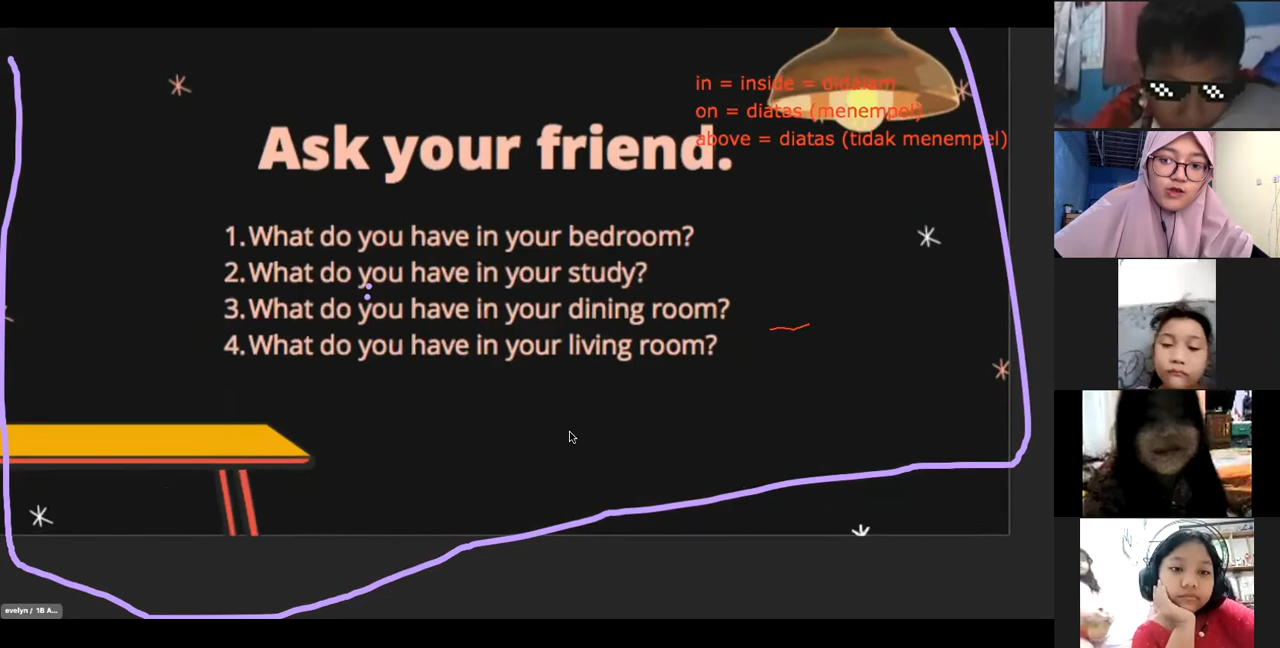 in = inside = didalam
on = diatas (menempel)
above = diatas (tidak menempel)
Ask your friend.
1. What do you have in your bedroom?
2. What do you have in your study?
3. What do you have in your dining room?
4. What do you have in your living room?
evelyn / 1B A...